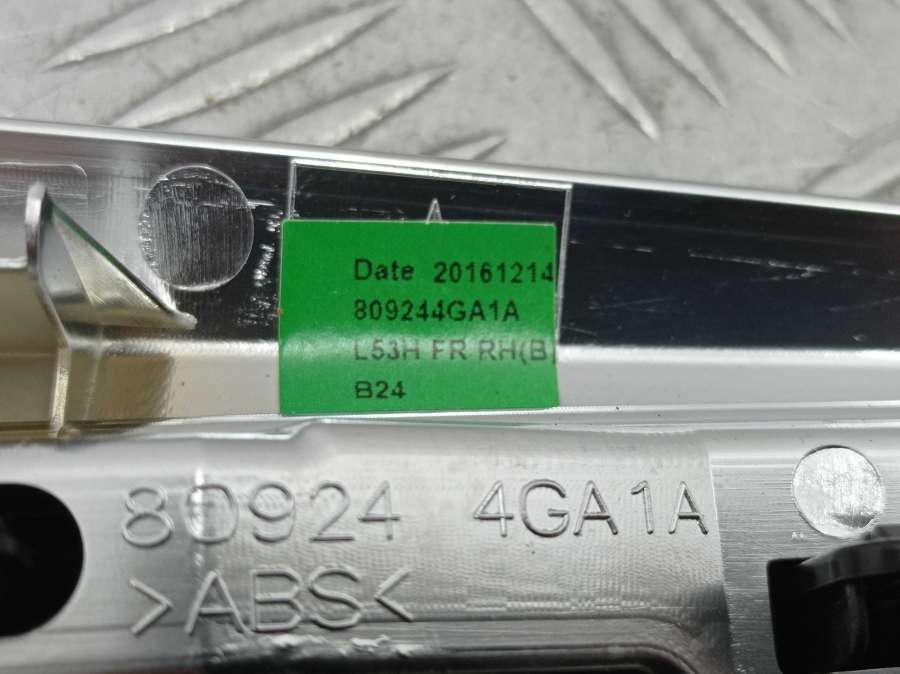 A
Date 20161214
809244GA1A
L53H FR RH(B
B24
80924 4GA1A
>ABS<